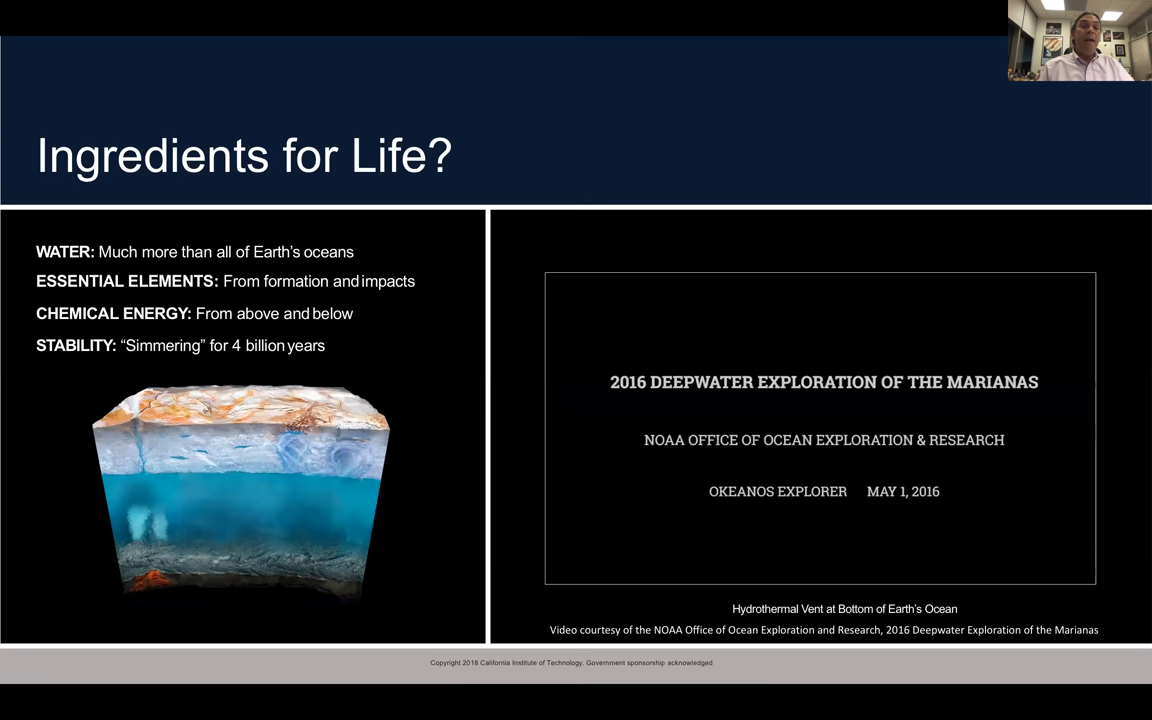 Ingredients for Life?
WATER: Much more than all of Earth's oceans
ESSENTIAL ELEMENTS: From formation and impacts
CHEMICAL ENERGY: From above and below
STABILITY: “Simmering” for 4 billion years
2016 DEEPWATER EXPLORATION OF THE MARIANAS
NOAA OFFICE OF OCEAN EXPLORATION & RESEARCH
OKEANOS EXPLORER MAY 1, 2016
Hydrothermal Vent at Bottom of Earth's Ocean
Video courtesy of the NOAA Office of Ocean Exploration and Research, 2016 Deepwater Exploration of the Marianas
Copyright 2018 California Institute of Technology. Government sponsorship acknowledged